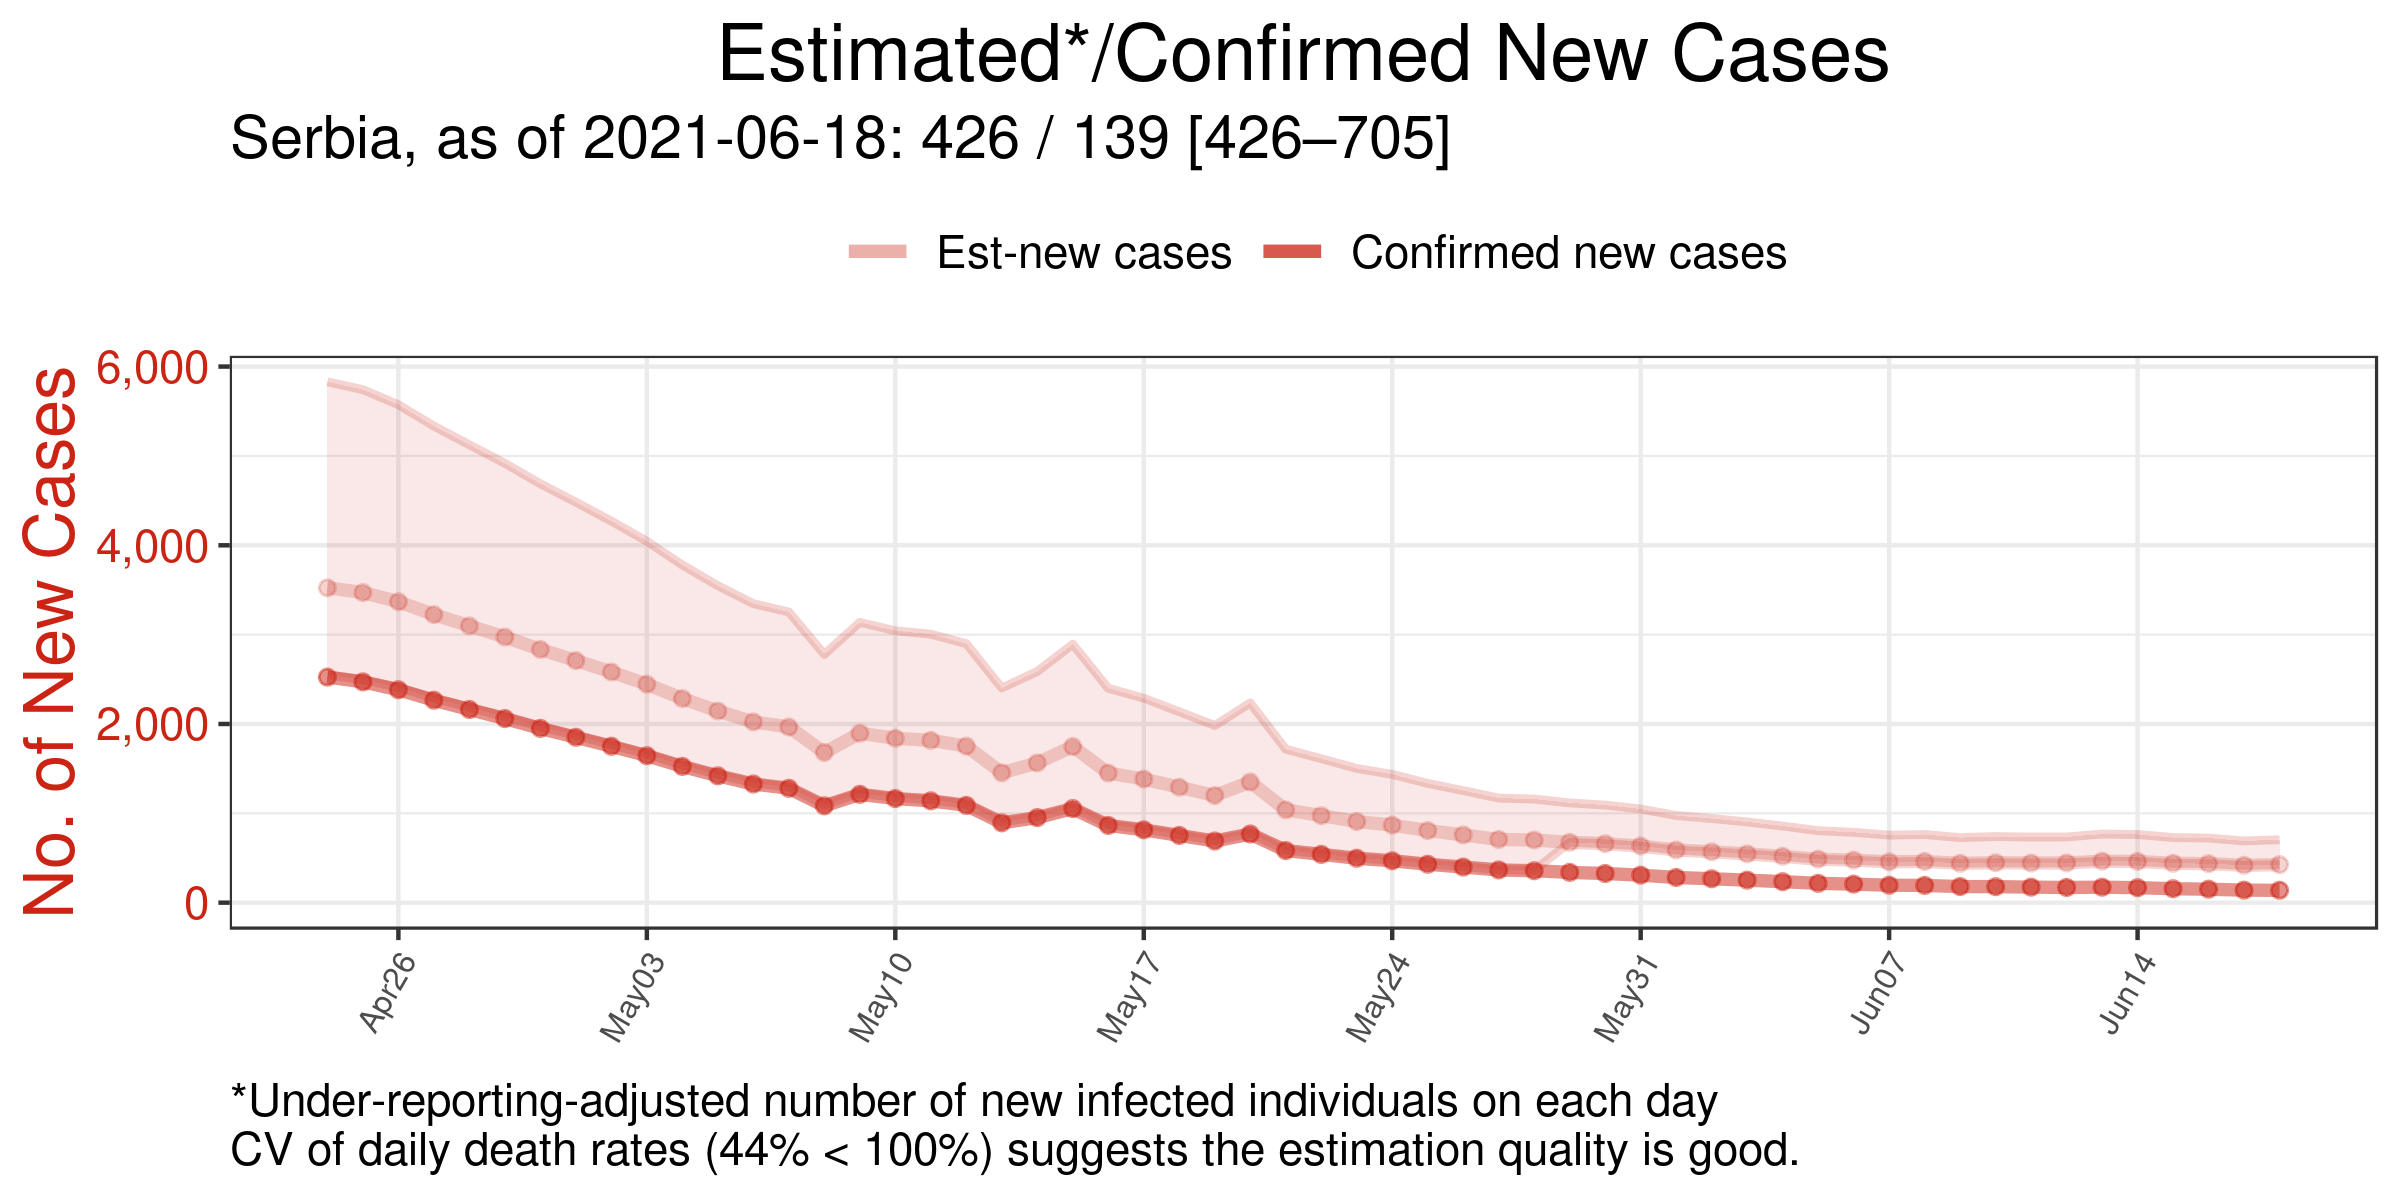 Estimated*/Confirmed New Cases
Serbia, as of 2021-06-18: 426 / 139 [426–705]
Est-new cases
Confirmed new cases
No. of New Cases
6,000
4,000
2,000
0
Apr26
May03
May10
May17
May24
May31
Jun07
Jun14
*Under-reporting-adjusted number of new infected individuals on each day
CV of daily death rates (44% < 100%) suggests the estimation quality is good.